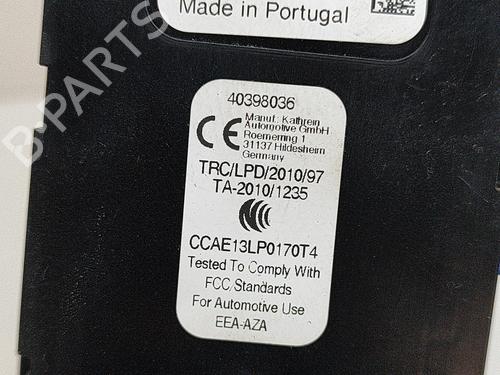 Made in Portugal
B-PARTS
40398036
CE
Manuf.: Kathrein
Automotive GmbH
Roemerring 1
31137 Hildesheim
Germany
TRC/LPD/2010/97
TA-2010/1235
CCAE13LP0170T4
Tested To Comply With
FCC Standards
For Automotive Use
EEA-AZA